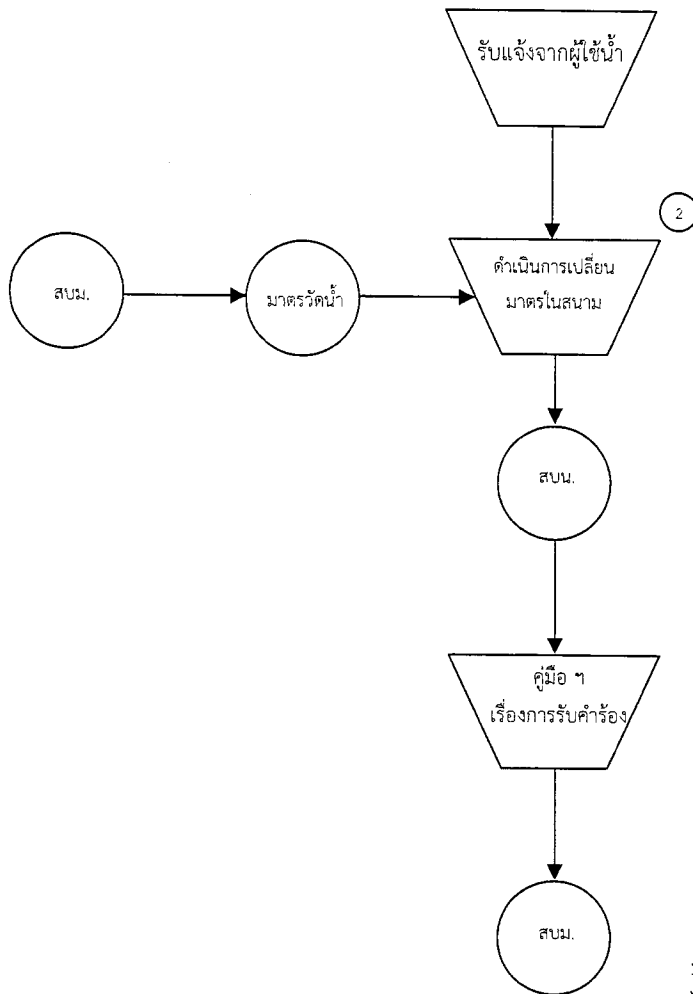 รับแจ้งจากผู้ใช้น้ำ
2
สบม.
มาตรวัดน้ำ
ดำเนินการเปลี่ยน
มาตรในสนาม
สบน.
คู่มือ ฯ
เรื่องการรับคำร้อง
สบม.